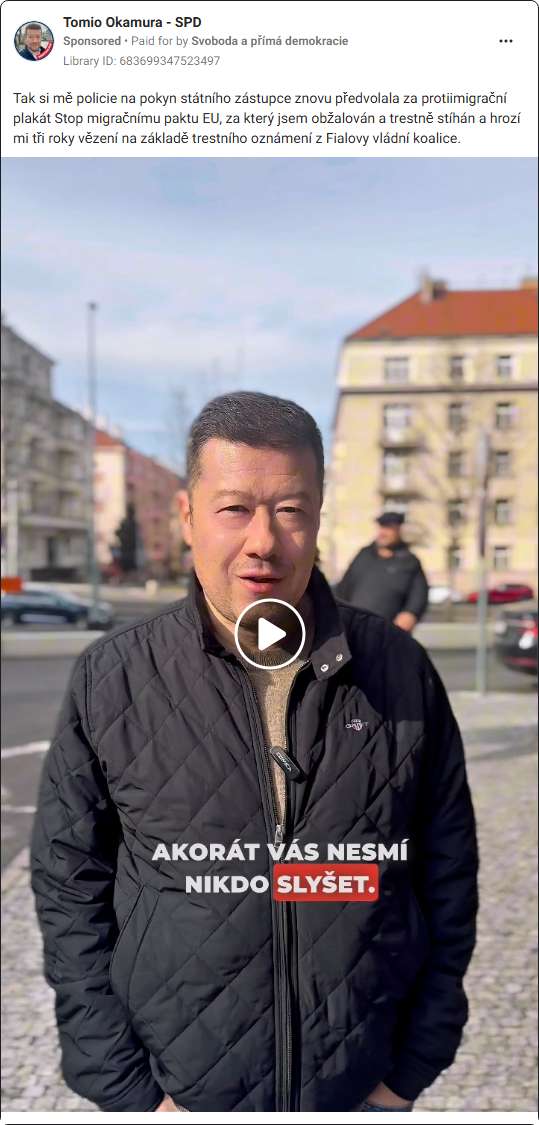 Tomio Okamura - SPD
Sponsored • Paid for by Svoboda a přímá demokracie
Library ID: 683699347523497
Tak si mě policie na pokyn státního zástupce znovu předvolala za protiimigrační
plakát Stop migračnímu paktu EU, za který jsem obžalován a trestně stíhán a hrozí
mi tři roky vězení na základě trestního oznámení z Fialovy vládní koalice.
AKORÁT VÁS NESMÍ
NIKDO SLYŠET.